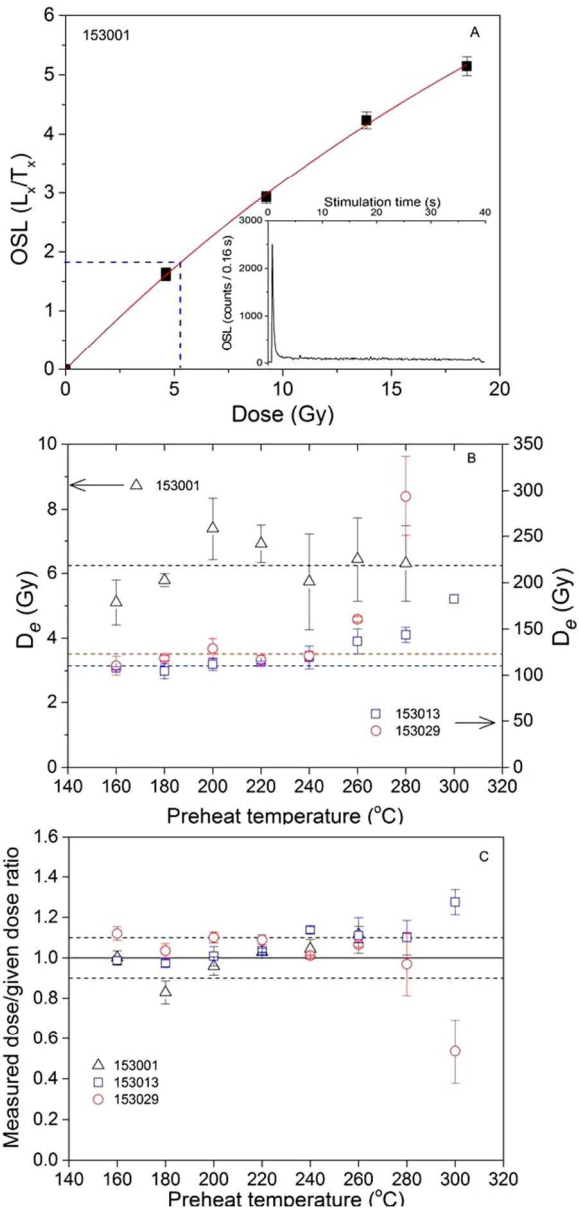 153001
A
6
5
4
3
2
1
0
OSL (Lx/Tx)
Stimulation time (s)
0 20 40
3000
2000
1000
0
OSL (counts / 0.16 s)
0 5 10 15 20
Dose (Gy)
10
8
6
4
2
0
De (Gy)
153001
B
350
300
250
200
150
100
50
0
De (Gy)
153013
153029
140 160 180 200 220 240 260 280 300 320
Preheat temperature (°C)
1.6
1.4
1.2
1.0
0.8
0.6
0.4
0.2
0.0
Measured dose/given dose ratio
C
153001
153013
153029
140 160 180 200 220 240 260 280 300 320
Preheat temperature (°C)